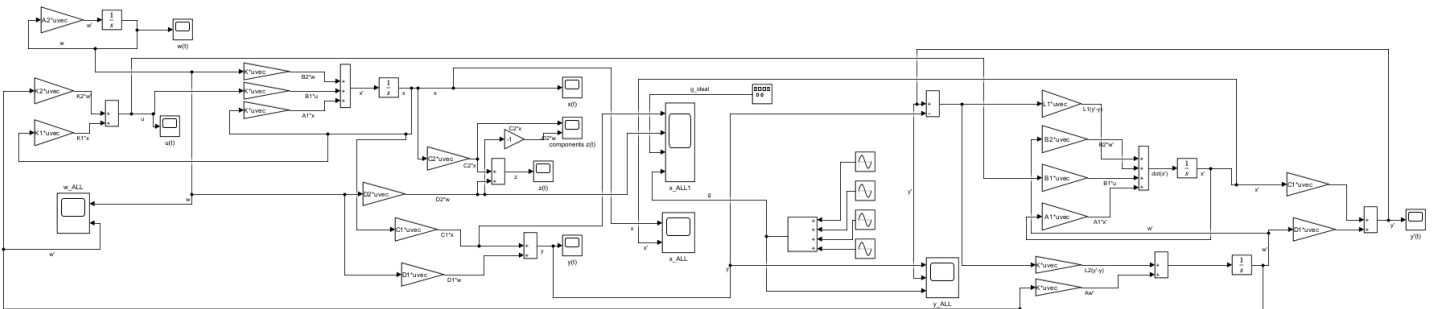 A2*uvec
w'
1
s
w
w(t)
K2*uvec
K2*w'
K1*uvec
K1*x
u
u(t)
K*uvec
B2*w
K*uvec
B1*u
K*uvec
A1*x
x'
1
s
x
x
x(t)
C2*x
-1
D2*w
components z(t)
C2*uvec
C2*x
z
z(t)
D2*uvec
D2*w
w
w_ALL
w'
C1*uvec
C1*x
D1*uvec
D1*w
y
y(t)
g_ideal
x_ALL1
g
x
x'
x_ALL
y'
y
y_ALL
L1*uvec
L1(y'-y)
B2*uvec
B2*w'
B1*uvec
B1*u
A1*uvec
A1*x'
dot(x')
1
s
x'
x'
C1*uvec
D1*uvec
y'
y'(t)
w'
w'
K*uvec
L2(y'-y)
K*uvec
Aw'
1
s